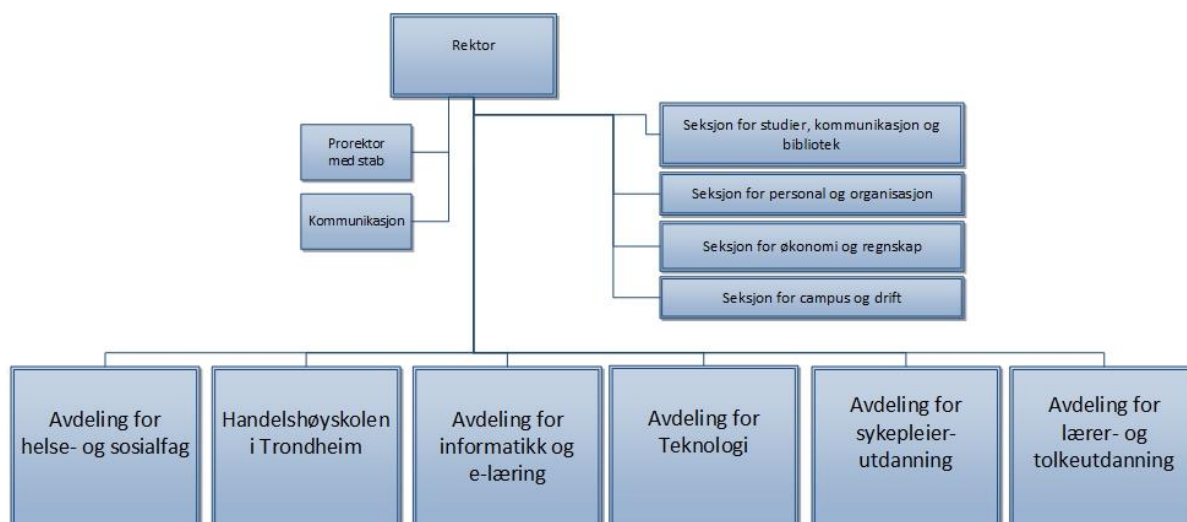 Rektor
Prorektor
med stab
Kommunikasjon
Seksjon for studier, kommunikasjon og
bibliotek
Seksjon for personal og organisasjon
Seksjon for økonomi og regnskap
Seksjon for campus og drift
Avdeling for
helse- og sosialfag
Handelshøyskolen
i Trondheim
Avdeling for
informatikk og
e-læring
Avdeling for
Teknologi
Avdeling for
sykepleier-
utdanning
Avdeling for
lærer- og
tolkeutdanning